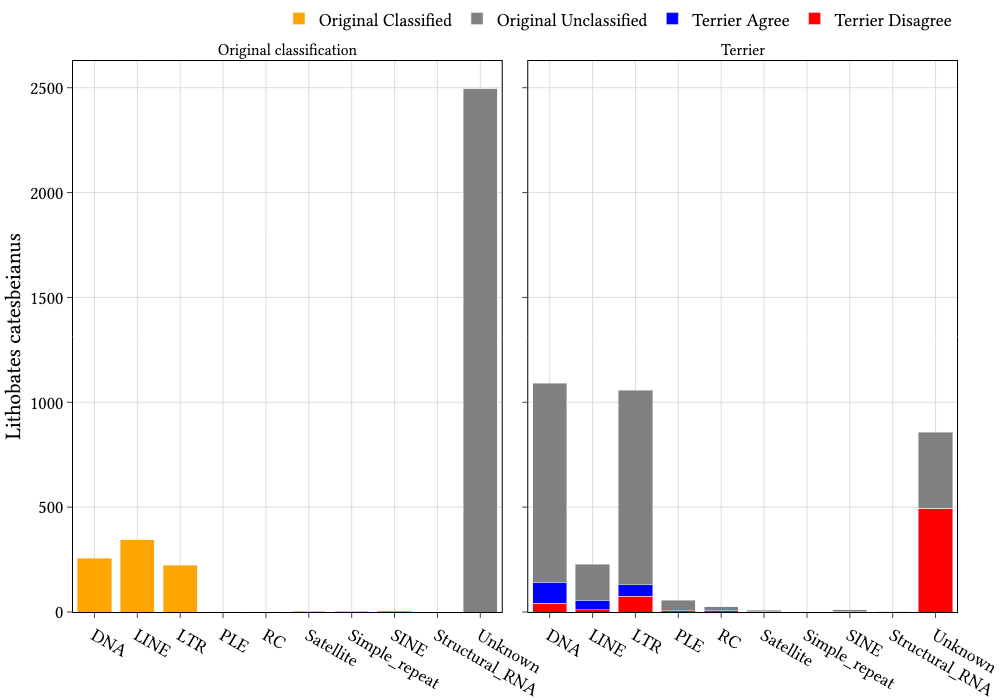 Original Classified Original Unclassified Terrier Agree Terrier Disagree
Original classification Terrier
Lithobates catesbeianus
2500
2000
1500
1000
500
0
DNA LINE LTR PLE RC Satellite Simple_repeat SINE Structural_RNA Unknown
DNA LINE LTR PLE RC Satellite Simple_repeat SINE Structural_RNA Unknown